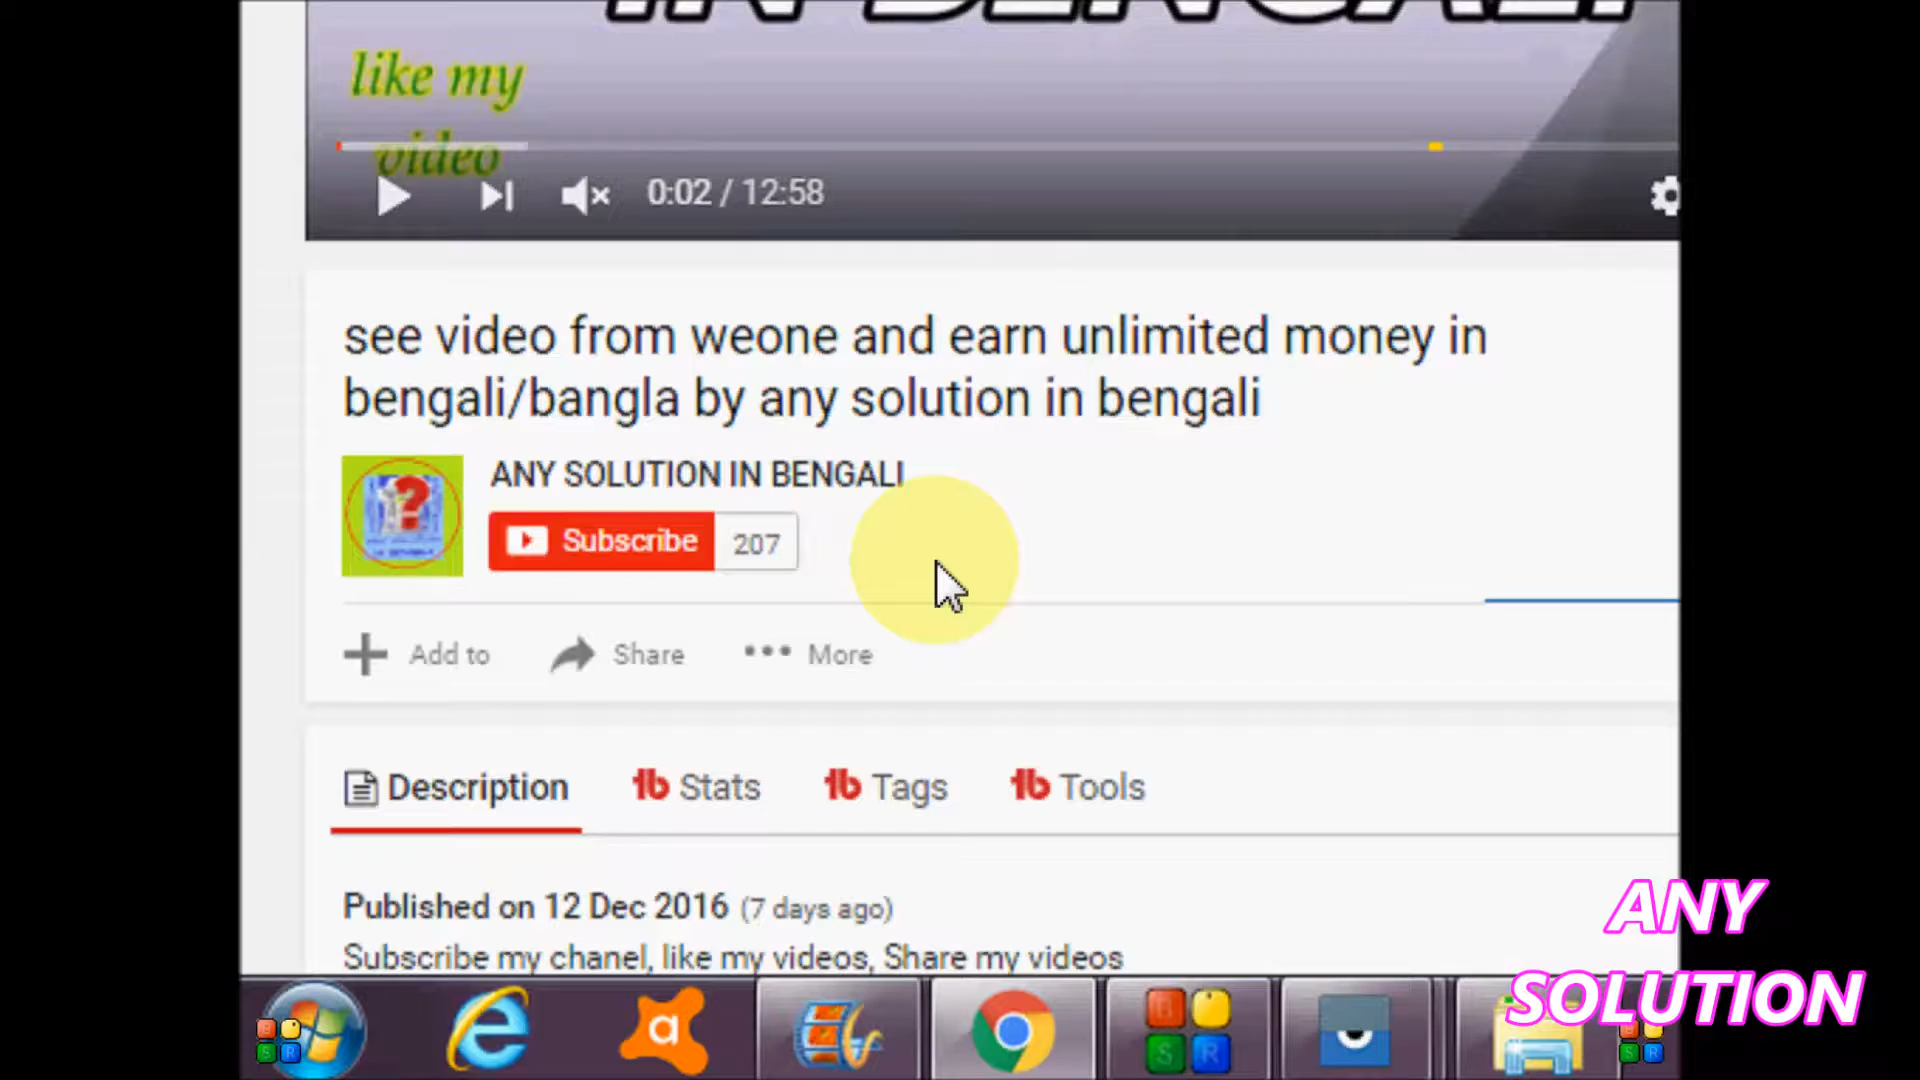 IN BENGALI
like my
video
0:02 / 12:58
see video from weone and earn unlimited money in
bengali/bangla by any solution in bengali
ANY SOLUTION IN BENGALI
Subscribe 207
Add to Share More
Description Stats Tags Tools
Published on 12 Dec 2016 (7 days ago)
Subscribe my chanel, like my videos, Share my videos
ANY
SOLUTION